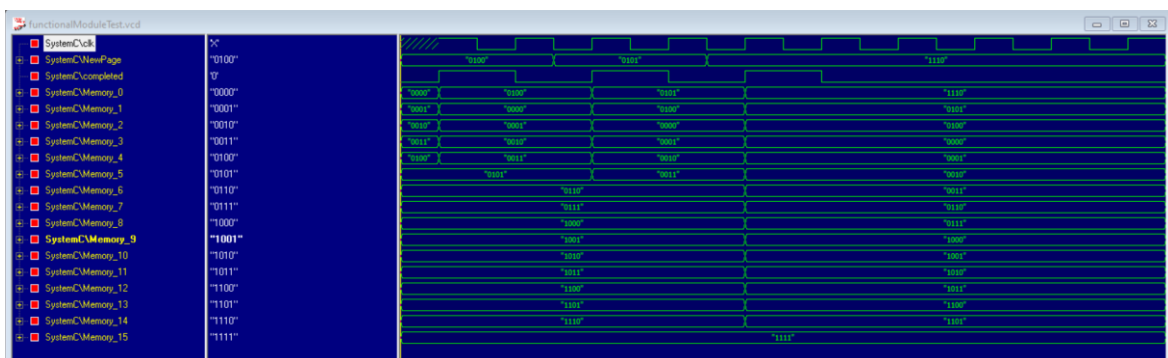 functionalModuleTest.vcd
SystemC\clk 'X'
SystemC\NewPage "0100" "0100" "0101" "1110"
SystemC\completed '0'
SystemC\Memory_0 "0000" "0000" "0100" "0101" "1110"
SystemC\Memory_1 "0001" "0001" "0000" "0100" "0101"
SystemC\Memory_2 "0010" "0010" "0001" "0000" "0100"
SystemC\Memory_3 "0011" "0011" "0010" "0001" "0000"
SystemC\Memory_4 "0100" "0100" "0011" "0010" "0001"
SystemC\Memory_5 "0101" "0101" "0011" "0010"
SystemC\Memory_6 "0110" "0110" "0011"
SystemC\Memory_7 "0111" "0111" "0110"
SystemC\Memory_8 "1000" "1000" "0111"
SystemC\Memory_9 "1001" "1001" "1000"
SystemC\Memory_10 "1010" "1010" "1001"
SystemC\Memory_11 "1011" "1011" "1010"
SystemC\Memory_12 "1100" "1100" "1011"
SystemC\Memory_13 "1101" "1101" "1100"
SystemC\Memory_14 "1110" "1110" "1101"
SystemC\Memory_15 "1111" "1111"